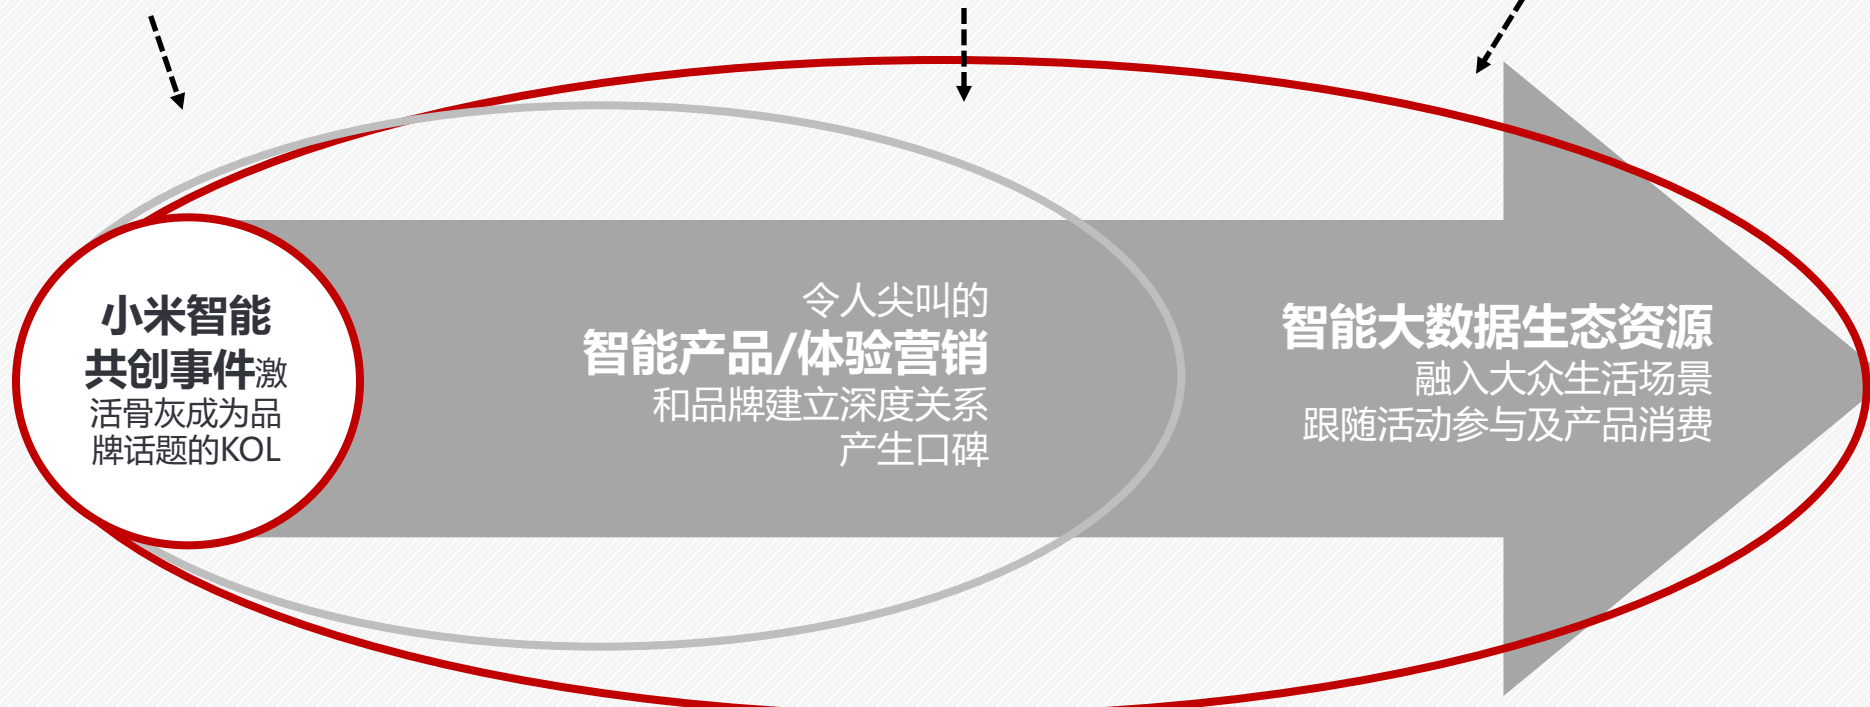 小米智能
共创事件激
活骨灰成为品
牌话题的KOL
令人尖叫的
智能产品/体验营销
和品牌建立深度关系
产生口碑
智能大数据生态资源
融入大众生活场景
跟随活动参与及产品消费